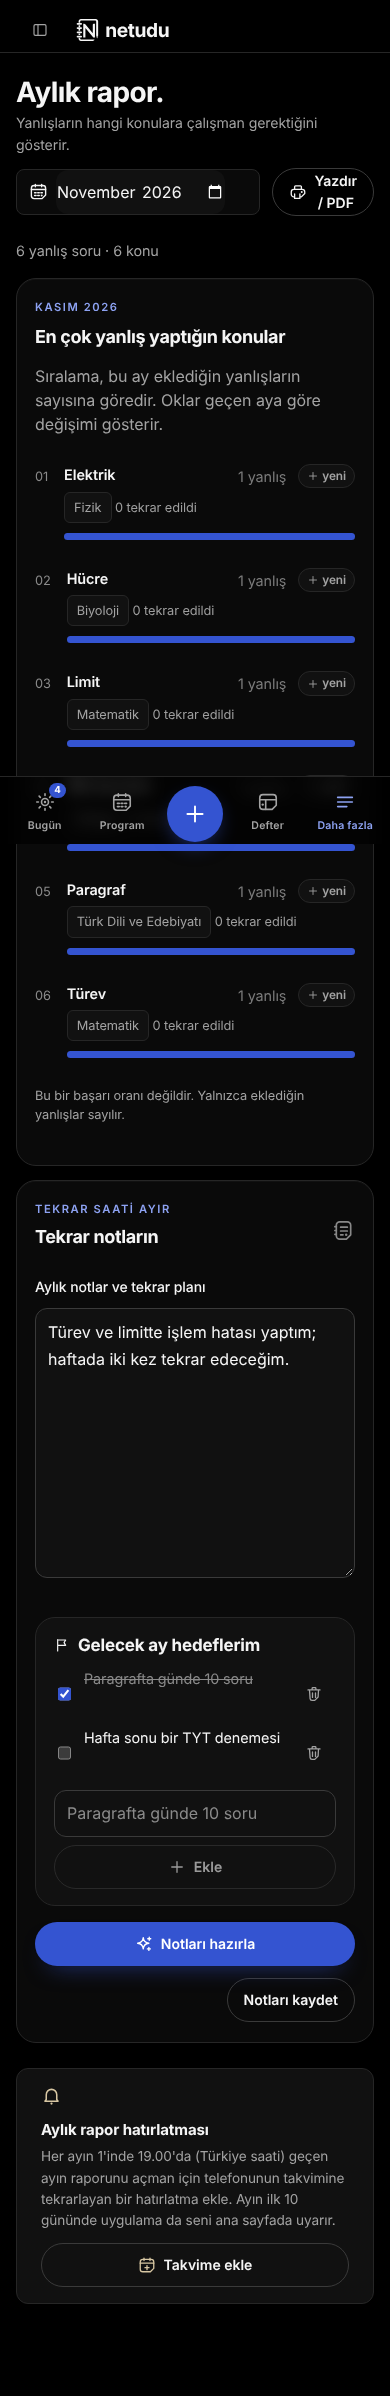 netudu
Aylık rapor.
Yanlışların hangi konulara çalışman gerektiğini
gösterir.
November 2026
Yazdır
/ PDF
6 yanlış soru · 6 konu
KASIM 2026
En çok yanlış yaptığın konular
Sıralama, bu ay eklediğin yanlışların
sayısına göredir. Oklar geçen aya göre
değişimi gösterir.
01 Elektrik 1 yanlış + yeni
Fizik 0 tekrar edildi
02 Hücre 1 yanlış + yeni
Biyoloji 0 tekrar edildi
03 Limit 1 yanlış + yeni
Matematik 0 tekrar edildi
4
Bugün Program Defter Daha fazla
05 Paragraf 1 yanlış + yeni
Türk Dili ve Edebiyatı 0 tekrar edildi
06 Türev 1 yanlış + yeni
Matematik 0 tekrar edildi
Bu bir başarı oranı değildir. Yalnızca eklediğin
yanlışlar sayılır.
TEKRAR SAATİ AYIR
Tekrar notların
Aylık notlar ve tekrar planı
Türev ve limitte işlem hatası yaptım;
haftada iki kez tekrar edeceğim.
Gelecek ay hedeflerim
Paragrafta günde 10 soru
Hafta sonu bir TYT denemesi
Paragrafta günde 10 soru
+ Ekle
Notları hazırla
Notları kaydet
Aylık rapor hatırlatması
Her ayın 1'inde 19.00'da (Türkiye saati) geçen
ayın raporunu açman için telefonunun takvimine
tekrarlayan bir hatırlatma ekle. Ayın ilk 10
gününde uygulama da seni ana sayfada uyarır.
Takvime ekle